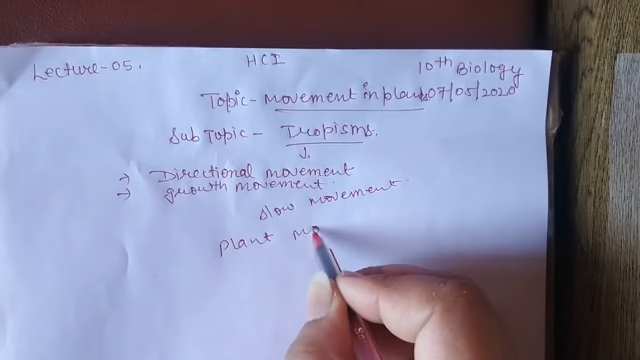 Lecture-05.
HCI
10th Biology
Topic- Movement in plants
07/05/2020
Sub Topic- Tropisms.
→ Directional movement
→ growth movement.
slow movement.
Plant